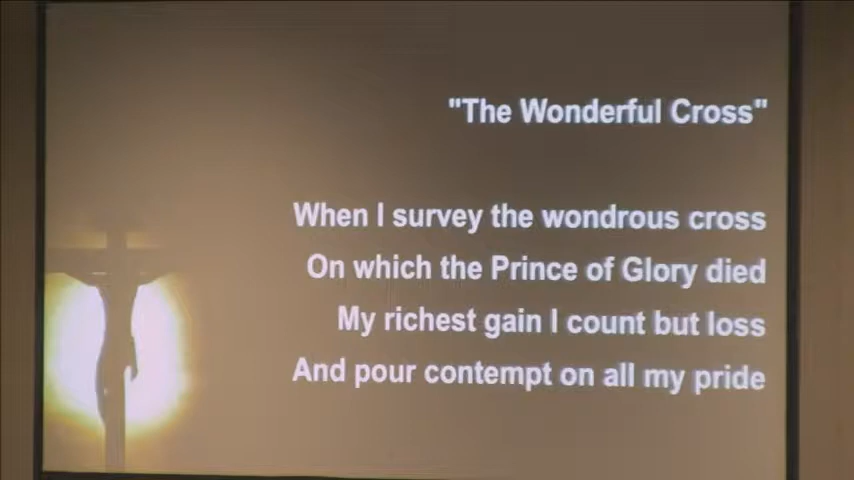 "The Wonderful Cross"
When I survey the wondrous cross
On which the Prince of Glory died
My richest gain I count but loss
And pour contempt on all my pride